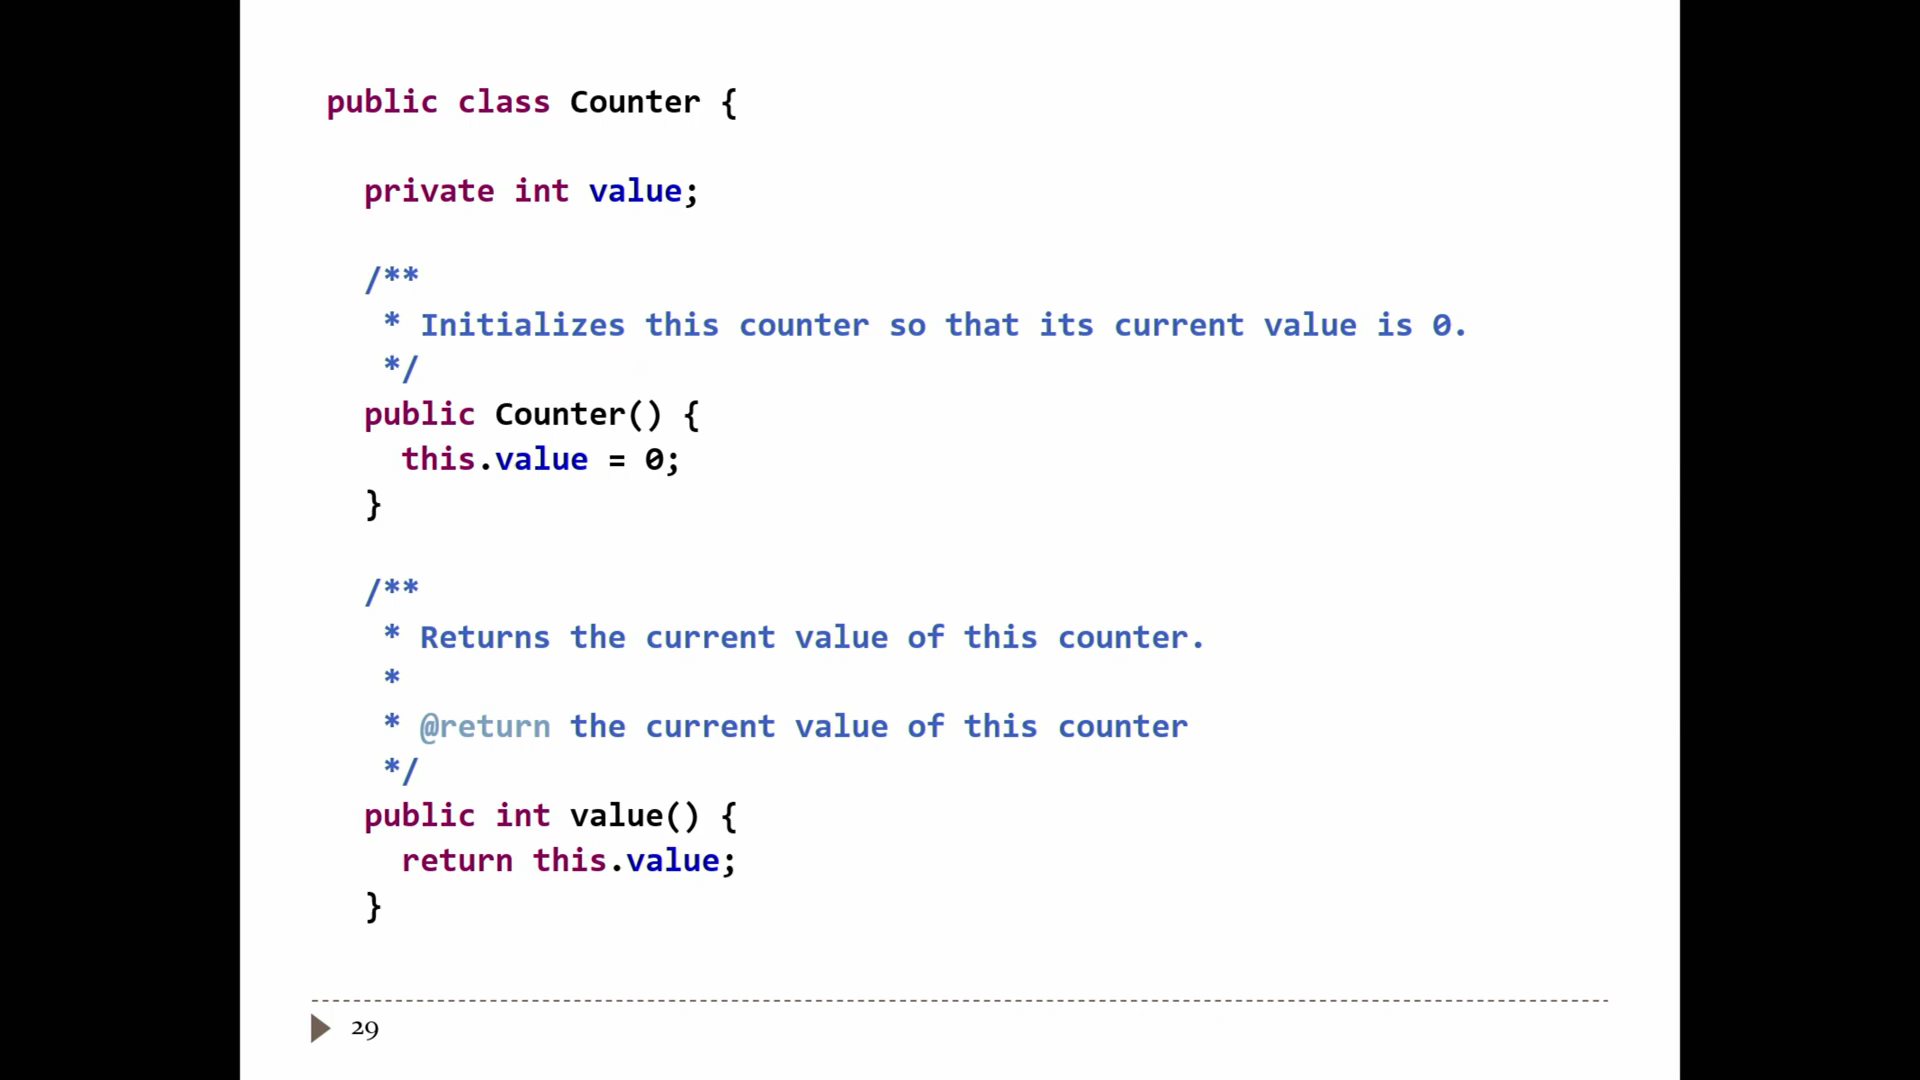 public class Counter {
private int value;
/**
* Initializes this counter so that its current value is 0.
*/
public Counter() {
this.value = 0;
}
/**
* Returns the current value of this counter.
*
* @return the current value of this counter
*/
public int value() {
return this.value;
}
29